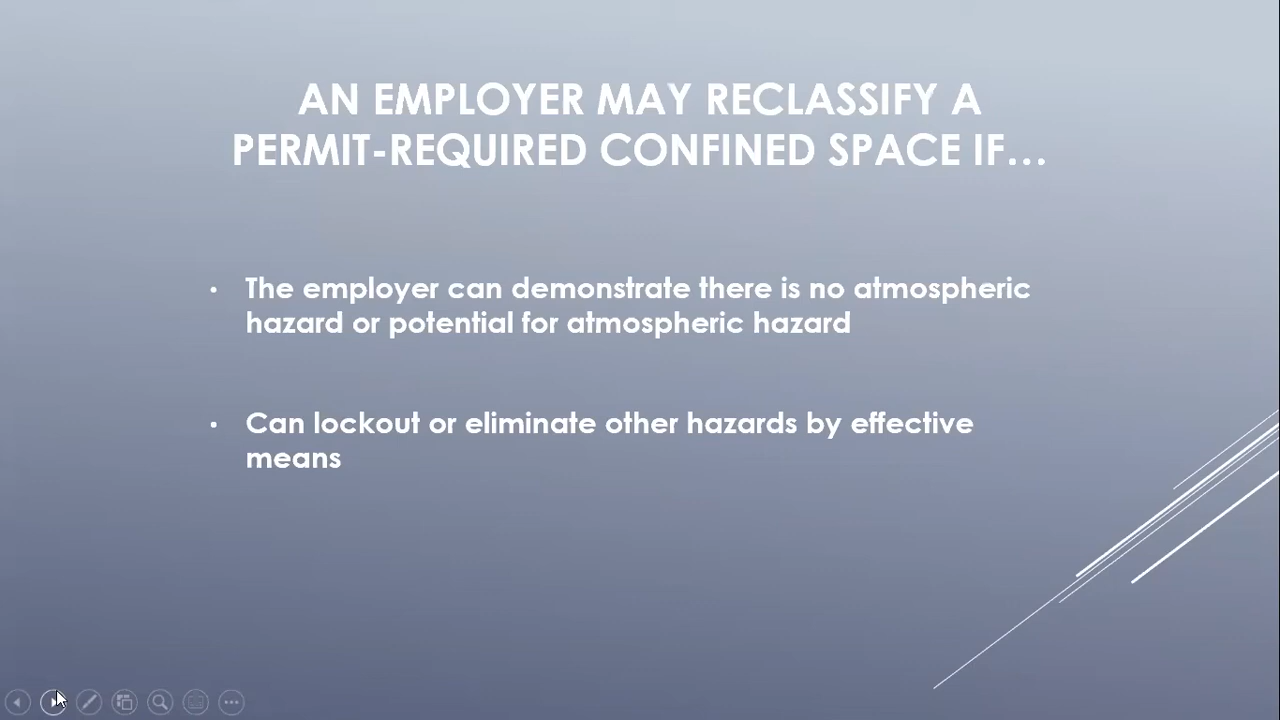 AN EMPLOYER MAY RECLASSIFY A
PERMIT-REQUIRED CONFINED SPACE IF...
• The employer can demonstrate there is no atmospheric
hazard or potential for atmospheric hazard
• Can lockout or eliminate other hazards by effective
means